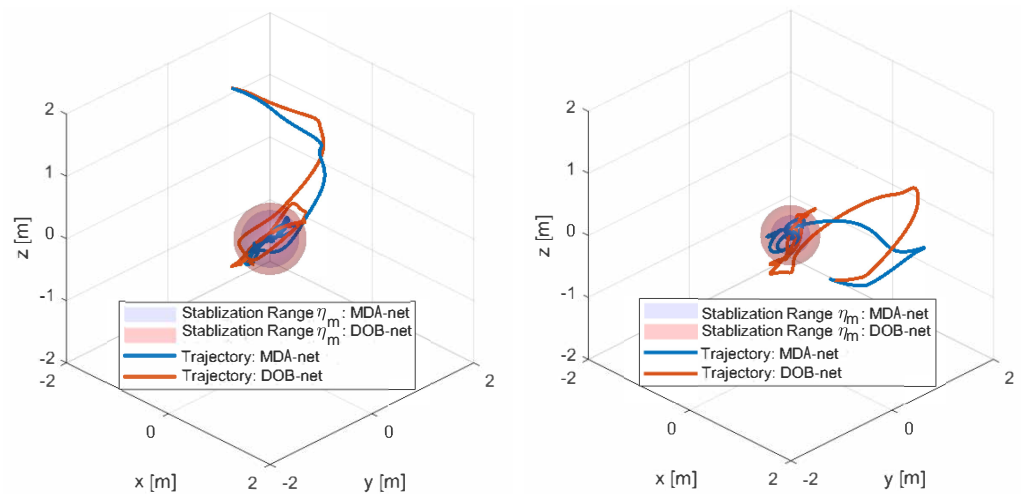 2
1
0
-1
-2
z [m]
Stablization Range ηm: MDA-net
Stablization Range ηm: DOB-net
Trajectory: MDA-net
Trajectory: DOB-net
-2
0
2
x [m]
-2
0
2
y [m]
2
1
0
-1
-2
z [m]
Stablization Range ηm: MDA-net
Stablization Range ηm: DOB-net
Trajectory: MDA-net
Trajectory: DOB-net
-2
0
2
x [m]
-2
0
2
y [m]